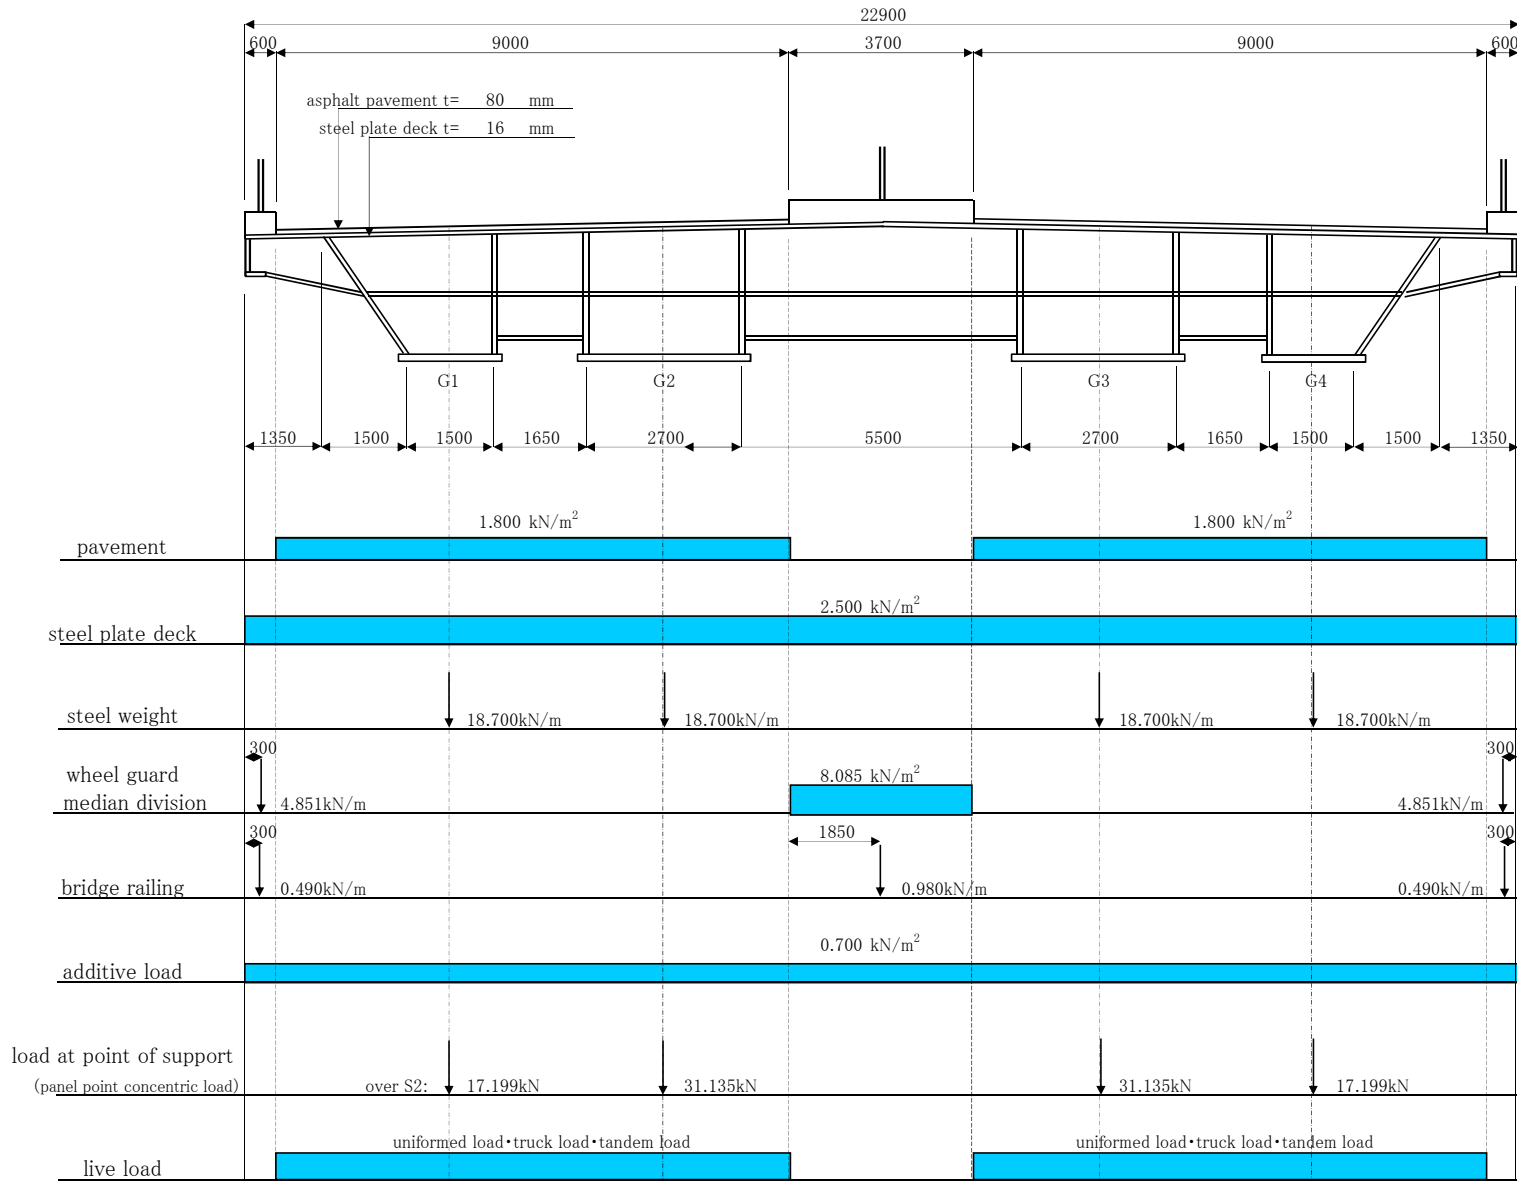 22900
600 9000 3700 9000 600
asphalt pavement t= 80 mm
steel plate deck t= 16 mm
G1 G2 G3 G4
1350 1500 1500 1650 2700 5500 2700 1650 1500 1500 1350
1.800 kN/m² 1.800 kN/m²
pavement
2.500 kN/m²
steel plate deck
steel weight 18.700kN/m 18.700kN/m 18.700kN/m 18.700kN/m
300 300
wheel guard 8.085 kN/m²
median division 4.851kN/m 4.851kN/m
300 1850 300
bridge railing 0.490kN/m 0.980kN/m 0.490kN/m
0.700 kN/m²
additive load
load at point of support
(panel point concentric load) over S2: 17.199kN 31.135kN 31.135kN 17.199kN
uniformed load•truck load•tandem load uniformed load•truck load•tandem load
live load